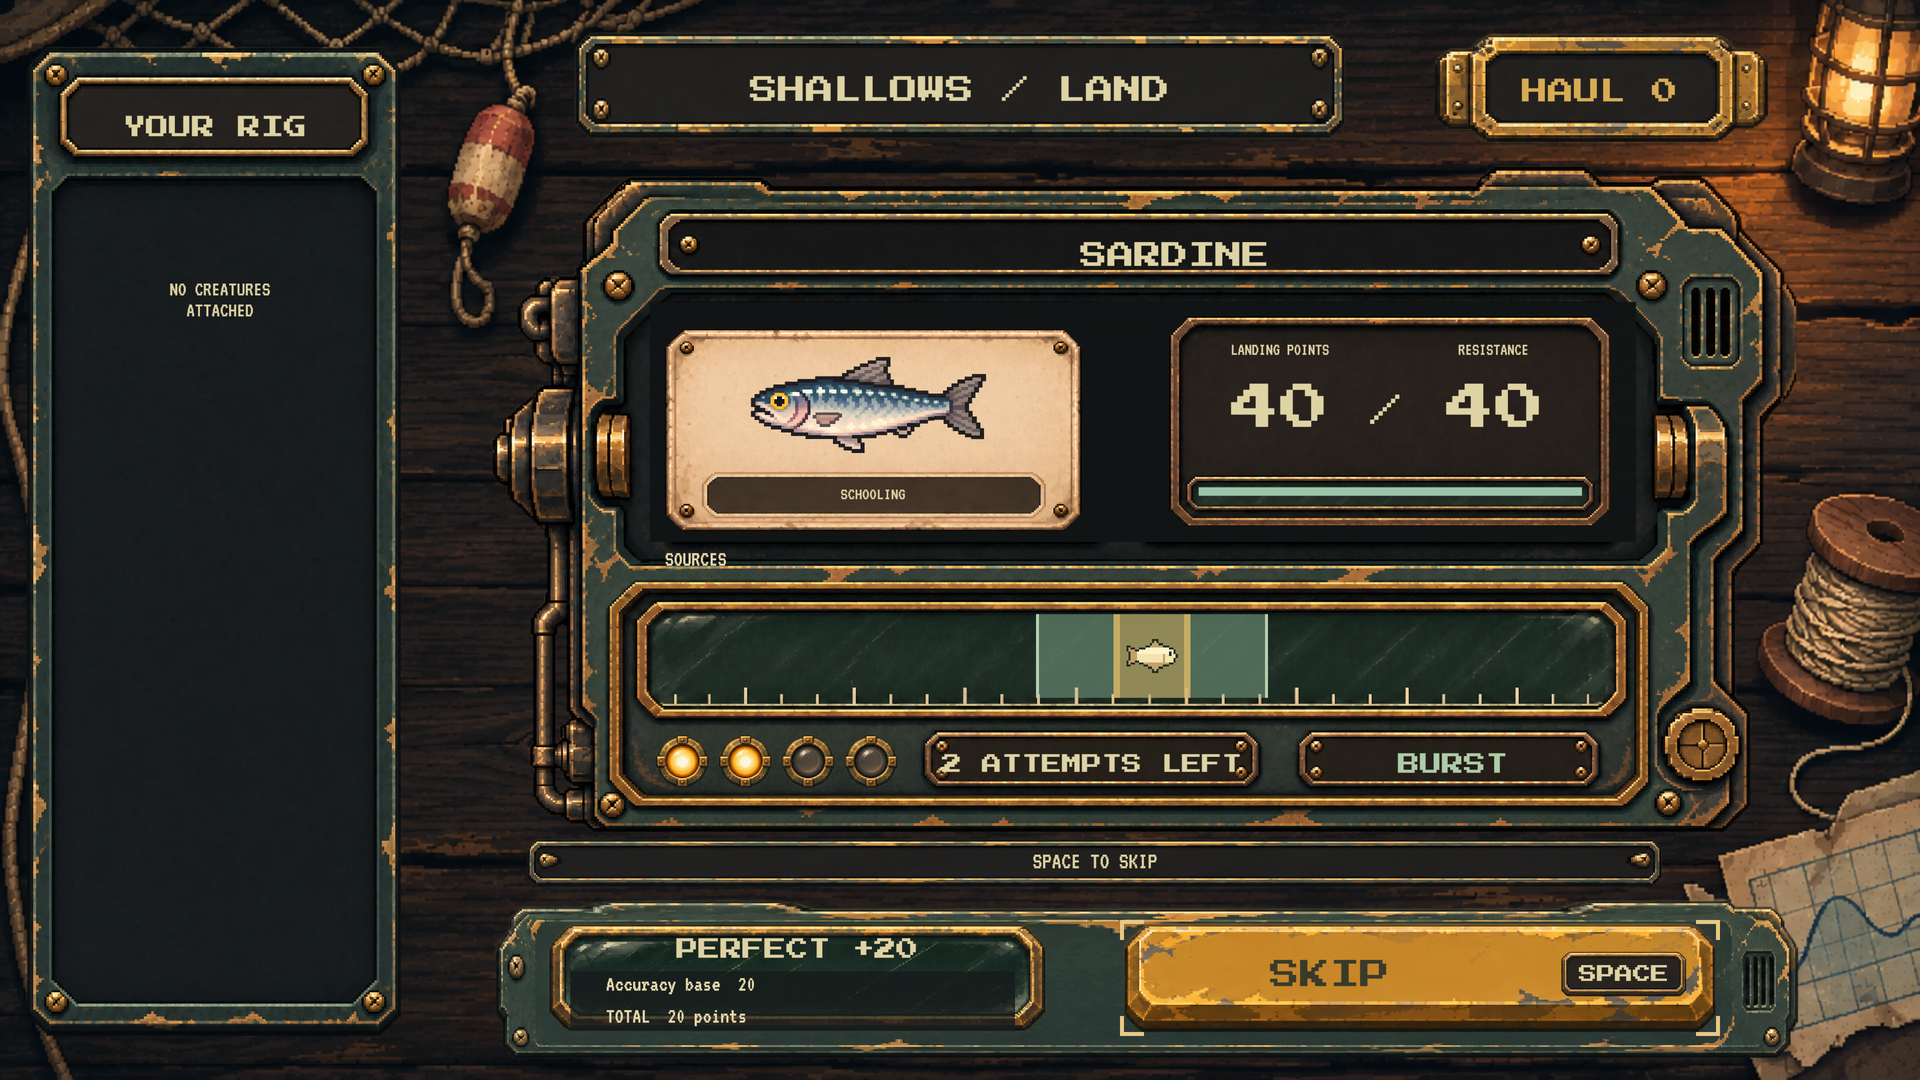 YOUR RIG
NO CREATURES
ATTACHED
SHALLOWS / LAND
HAUL 0
SARDINE
SCHOOLING
LANDING POINTS
RESISTANCE
40 / 40
SOURCES
2 ATTEMPTS LEFT
BURST
SPACE TO SKIP
PERFECT +20
Accuracy base 20
TOTAL 20 points
SKIP
SPACE